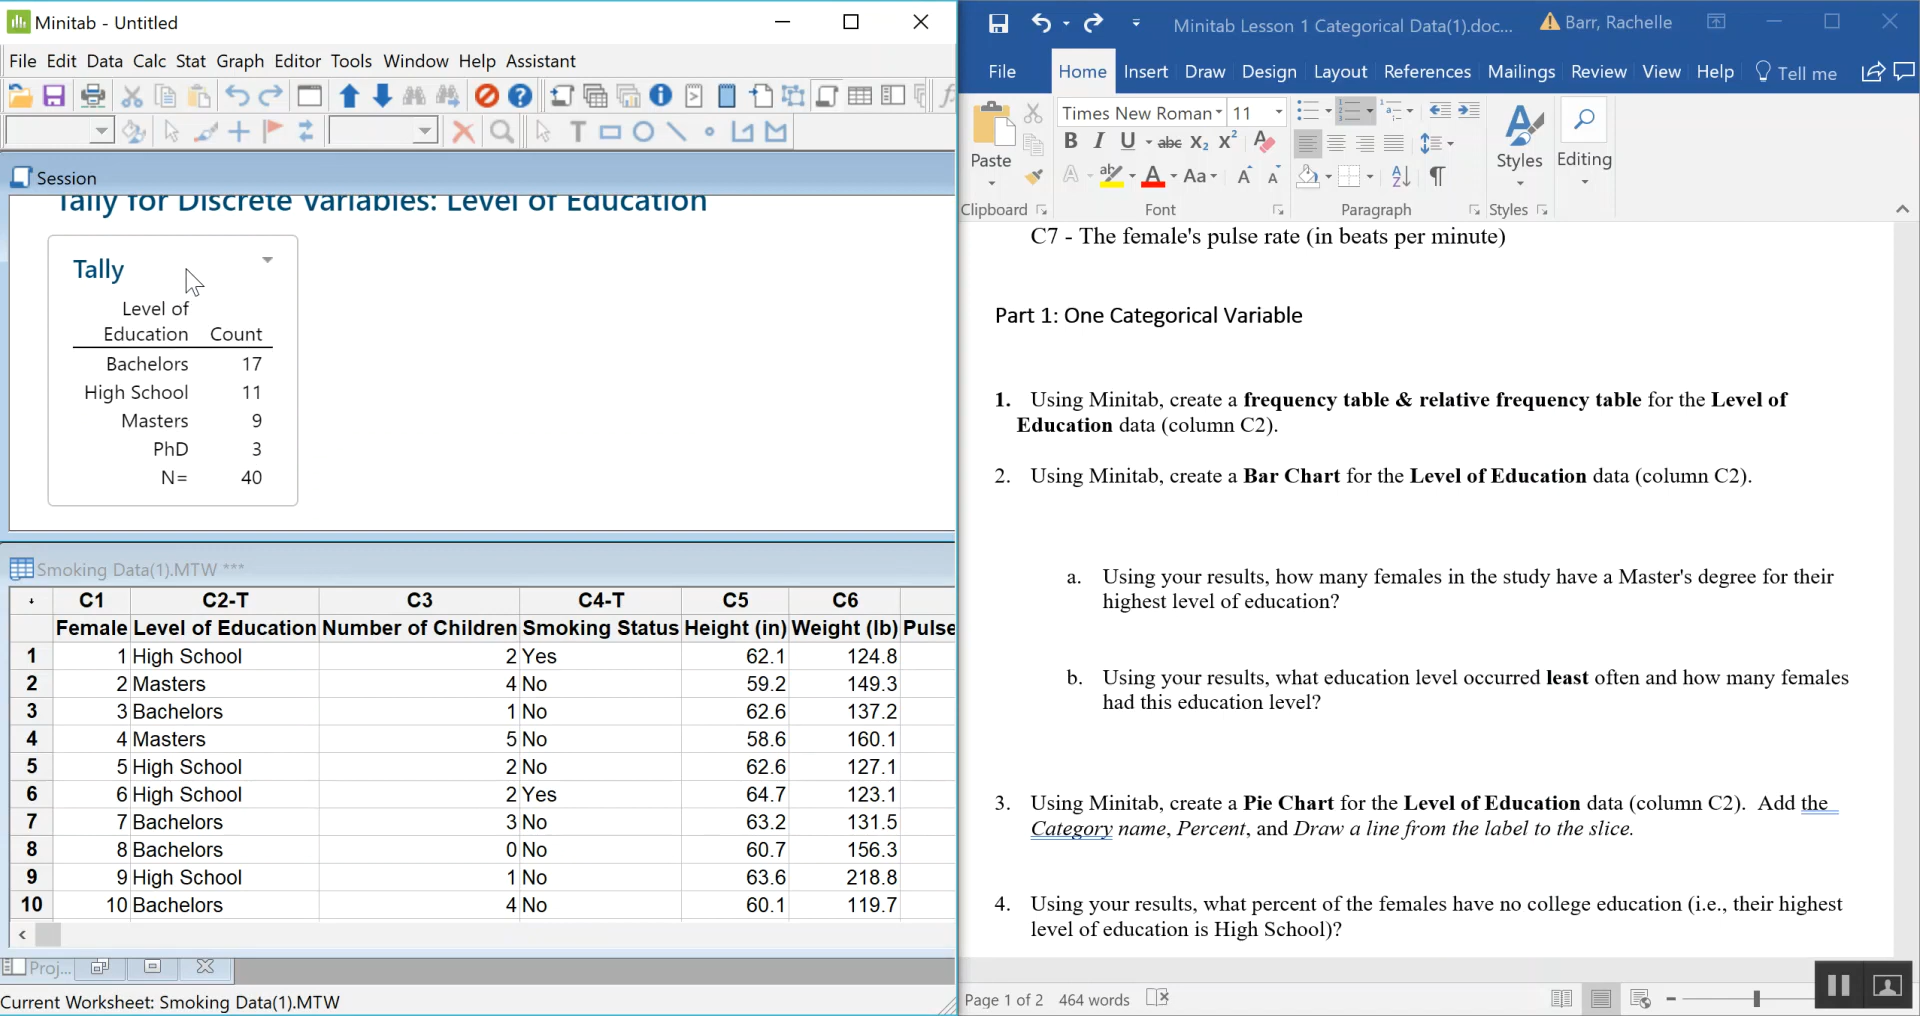 Minitab - Untitled
File Edit Data Calc Stat Graph Editor Tools Window Help Assistant
Session
Tally for Discrete Variables: Level of Education
Tally
Level of
Education Count
Bachelors 17
High School 11
Masters 9
PhD 3
N= 40
Smoking Data(1).MTW ***
C1 C2-T C3 C4-T C5 C6
Female Level of Education Number of Children Smoking Status Height (in) Weight (lb) Pulse
1 1 High School 2 Yes 62.1 124.8
2 2 Masters 4 No 59.2 149.3
3 3 Bachelors 1 No 62.6 137.2
4 4 Masters 5 No 58.6 160.1
5 5 High School 2 No 62.6 127.1
6 6 High School 2 Yes 64.7 123.1
7 7 Bachelors 3 No 63.2 131.5
8 8 Bachelors 0 No 60.7 156.3
9 9 High School 1 No 63.6 218.8
10 10 Bachelors 4 No 60.1 119.7
Proj...
Current Worksheet: Smoking Data(1).MTW
Minitab Lesson 1 Categorical Data(1).doc... Barr, Rachelle
File Home Insert Draw Design Layout References Mailings Review View Help Tell me
Times New Roman 11
Paste
B I U abc X₂ X²
Aa
Styles Editing
Clipboard Font Paragraph Styles
C7 - The female's pulse rate (in beats per minute)
Part 1: One Categorical Variable
1. Using Minitab, create a frequency table & relative frequency table for the Level of
Education data (column C2).
2. Using Minitab, create a Bar Chart for the Level of Education data (column C2).
a. Using your results, how many females in the study have a Master's degree for their
highest level of education?
b. Using your results, what education level occurred least often and how many females
had this education level?
3. Using Minitab, create a Pie Chart for the Level of Education data (column C2). Add the
Category name, Percent, and Draw a line from the label to the slice.
4. Using your results, what percent of the females have no college education (i.e., their highest
level of education is High School)?
Page 1 of 2 464 words